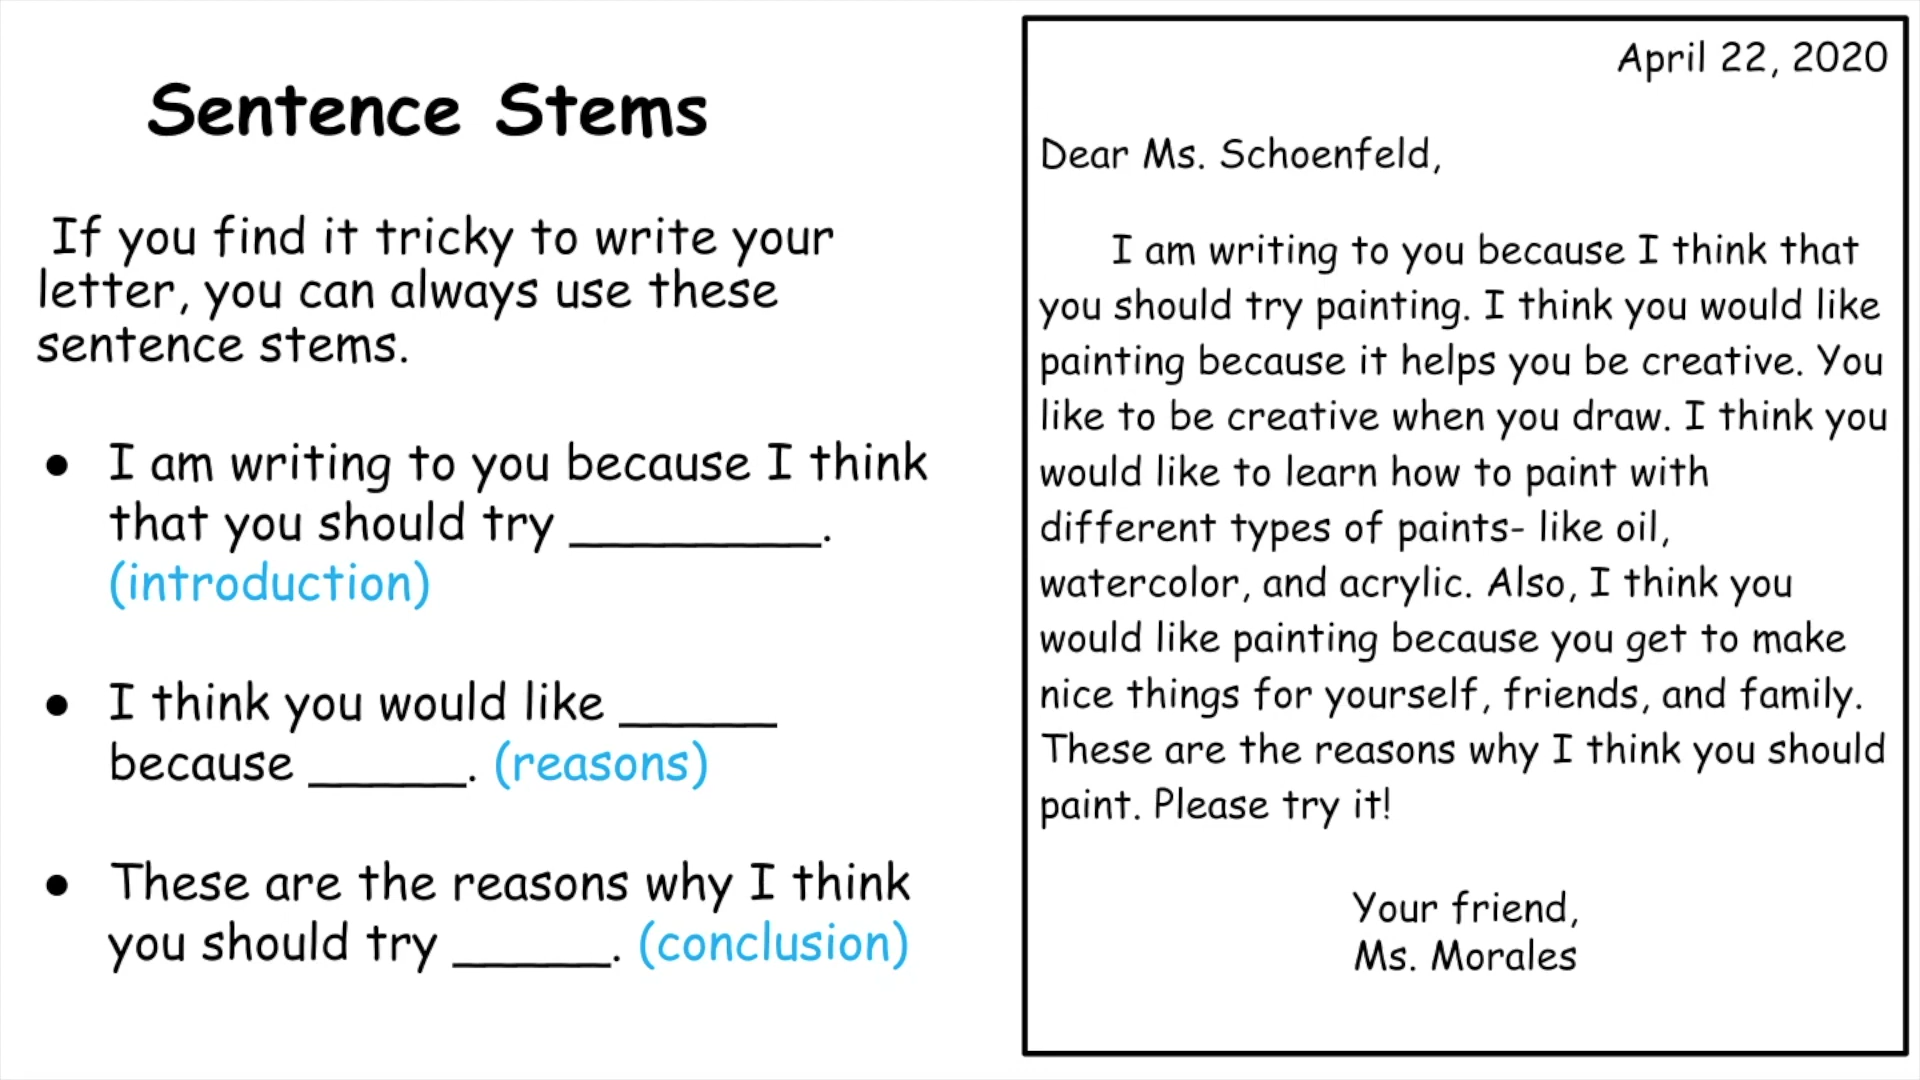 Sentence Stems
If you find it tricky to write your
letter, you can always use these
sentence stems.
● I am writing to you because I think
that you should try ________.
(introduction)
● I think you would like _____
because _____. (reasons)
● These are the reasons why I think
you should try _____. (conclusion)
April 22, 2020
Dear Ms. Schoenfeld,
I am writing to you because I think that
you should try painting. I think you would like
painting because it helps you be creative. You
like to be creative when you draw. I think you
would like to learn how to paint with
different types of paints- like oil,
watercolor, and acrylic. Also, I think you
would like painting because you get to make
nice things for yourself, friends, and family.
These are the reasons why I think you should
paint. Please try it!
Your friend,
Ms. Morales